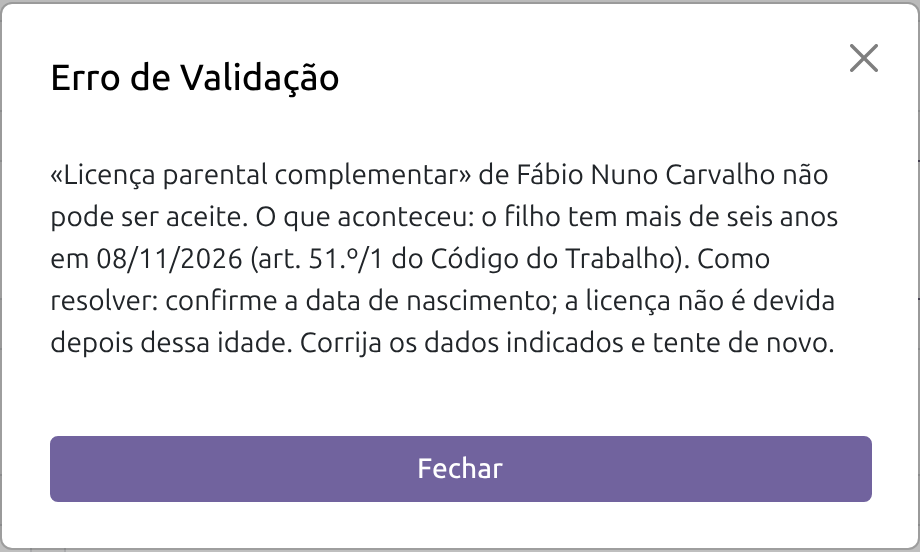 Erro de Validação
«Licença parental complementar» de Fábio Nuno Carvalho não
pode ser aceite. O que aconteceu: o filho tem mais de seis anos
em 08/11/2026 (art. 51.º/1 do Código do Trabalho). Como
resolver: confirme a data de nascimento; a licença não é devida
depois dessa idade. Corrija os dados indicados e tente de novo.
Fechar